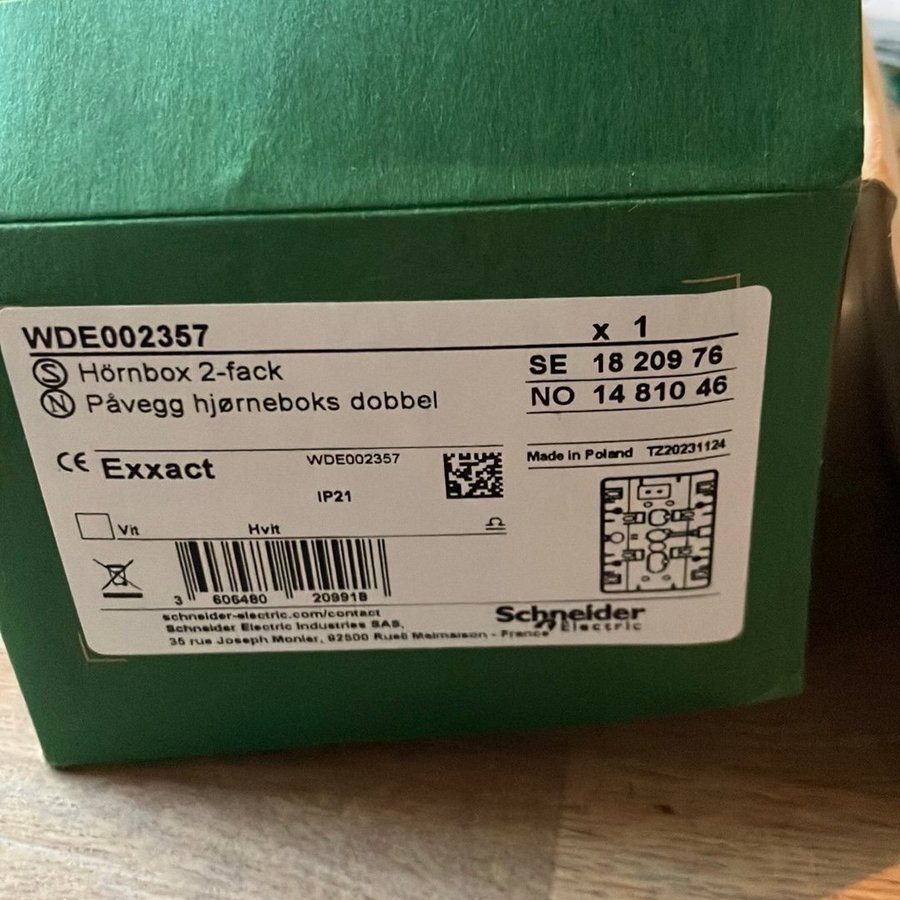 WDE002357
x 1
S Hörnbox 2-fack
SE 18 209 76
N Påvegg hjørneboks dobbel
NO 14 810 46
CE Exxact
WDE002357
IP21
Made in Poland TZ20231124
Vit
Hvit
3 606480 209918
schneider-electric.com/contact
Schneider Electric Industries SAS,
35 rue Joseph Monier, 92500 Rueil Malmaison - France
Schneider
Electric